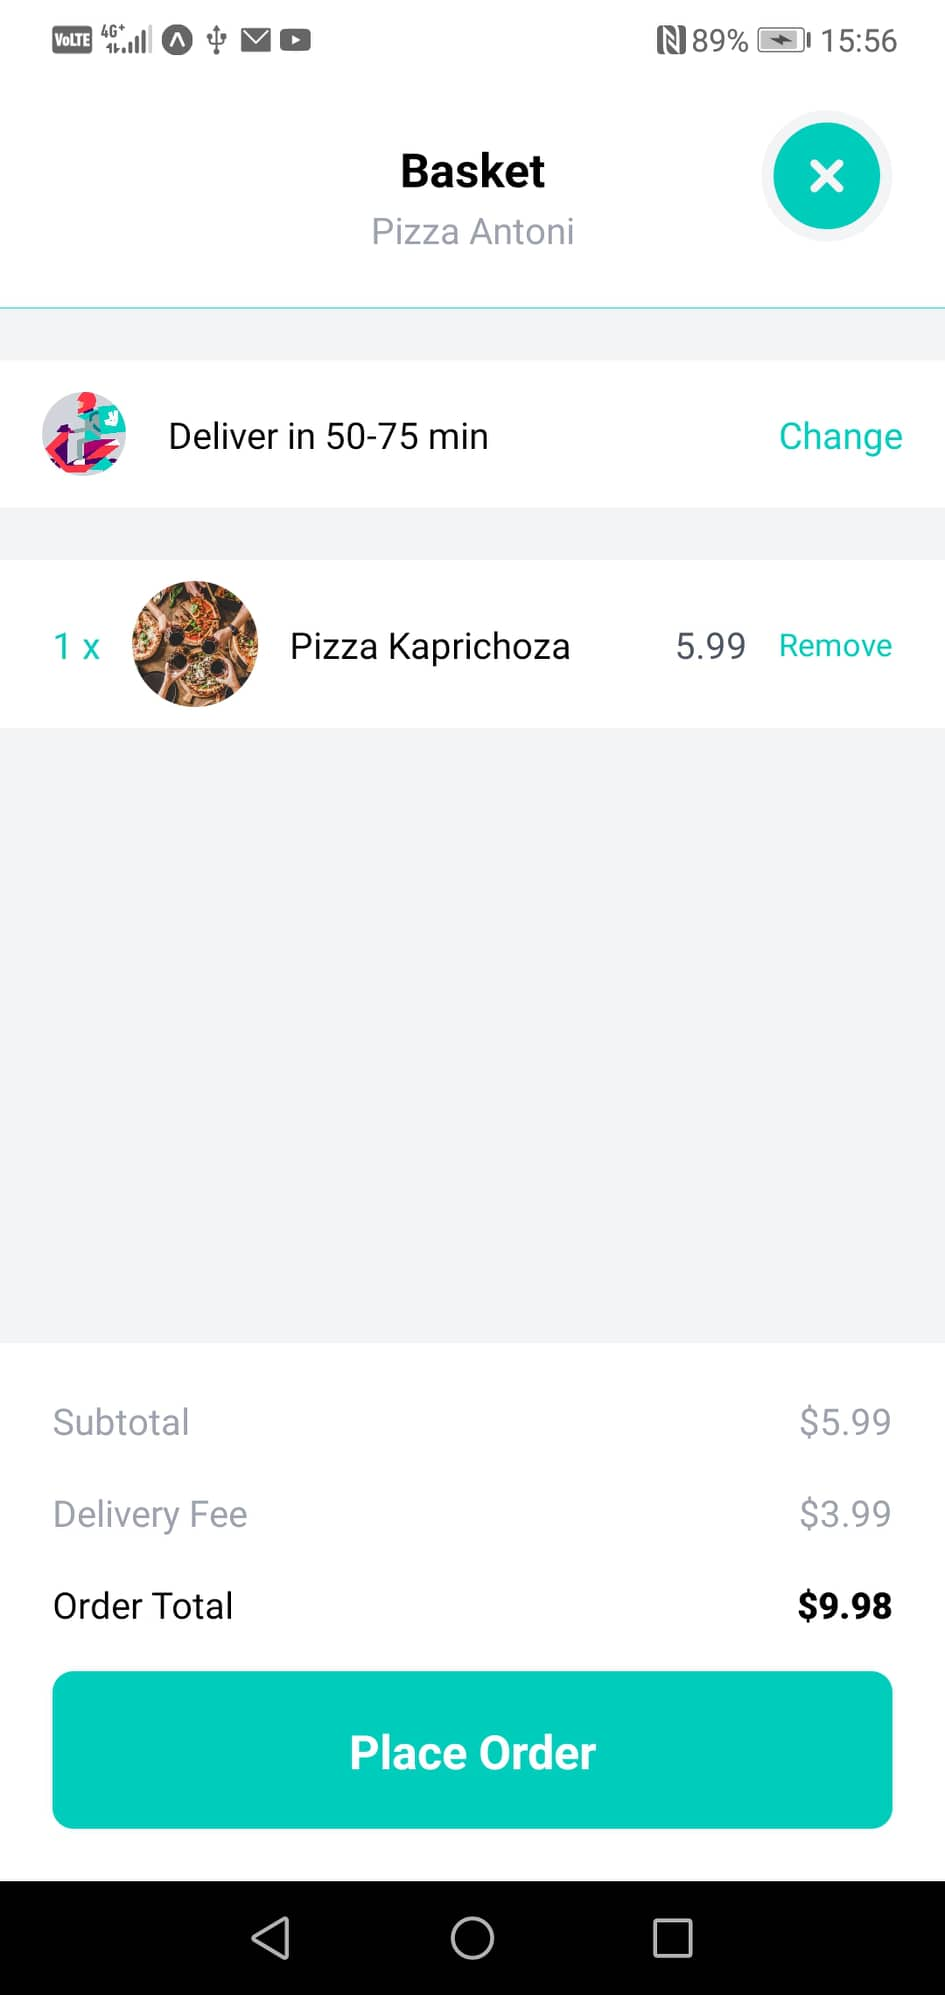 VoLTE 4G+ 89% 15:56
Basket
Pizza Antoni
Deliver in 50-75 min Change
1 x Pizza Kaprichoza 5.99 Remove
Subtotal $5.99
Delivery Fee $3.99
Order Total $9.98
Place Order